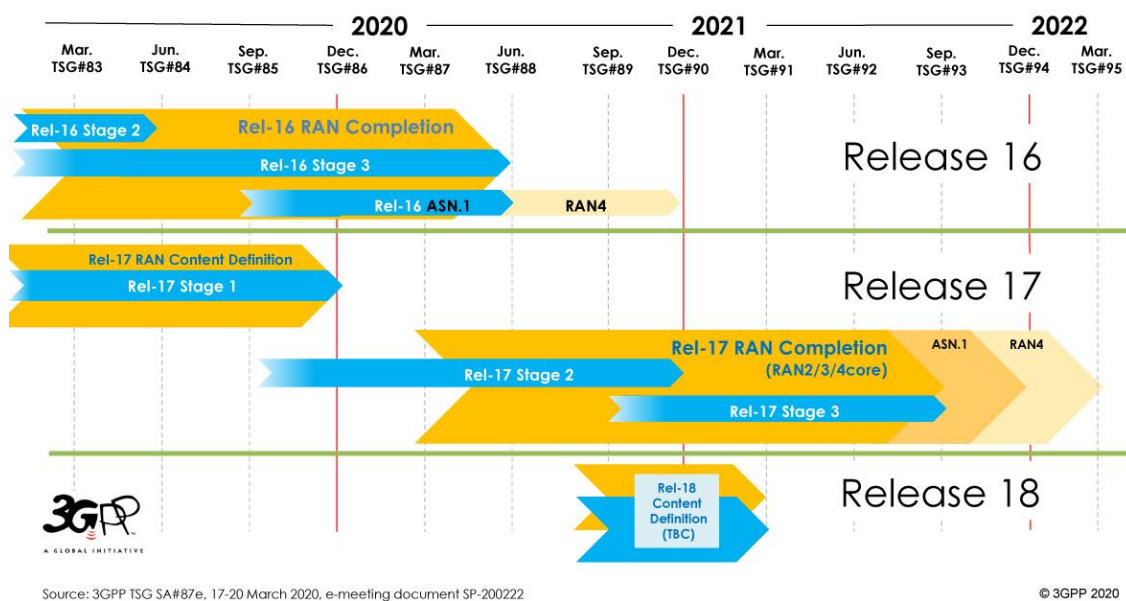 2020
2021
2022
Mar.
TSG#83
Jun.
TSG#84
Sep.
TSG#85
Dec.
TSG#86
Mar.
TSG#87
Jun.
TSG#88
Sep.
TSG#89
Dec.
TSG#90
Mar.
TSG#91
Jun.
TSG#92
Sep.
TSG#93
Dec.
TSG#94
Mar.
TSG#95
Rel-16 Stage 2
Rel-16 RAN Completion
Rel-16 Stage 3
Rel-16 ASN.1
RAN4
Release 16
Rel-17 RAN Content Definition
Rel-17 Stage 1
Release 17
Rel-17 RAN Completion
(RAN2/3/4core)
ASN.1
RAN4
Rel-17 Stage 2
Rel-17 Stage 3
Rel-18
Content
Definition
(TBC)
Release 18
3GPP
TM
A GLOBAL INITIATIVE
Source: 3GPP TSG SA#87e, 17-20 March 2020, e-meeting document SP-200222
© 3GPP 2020